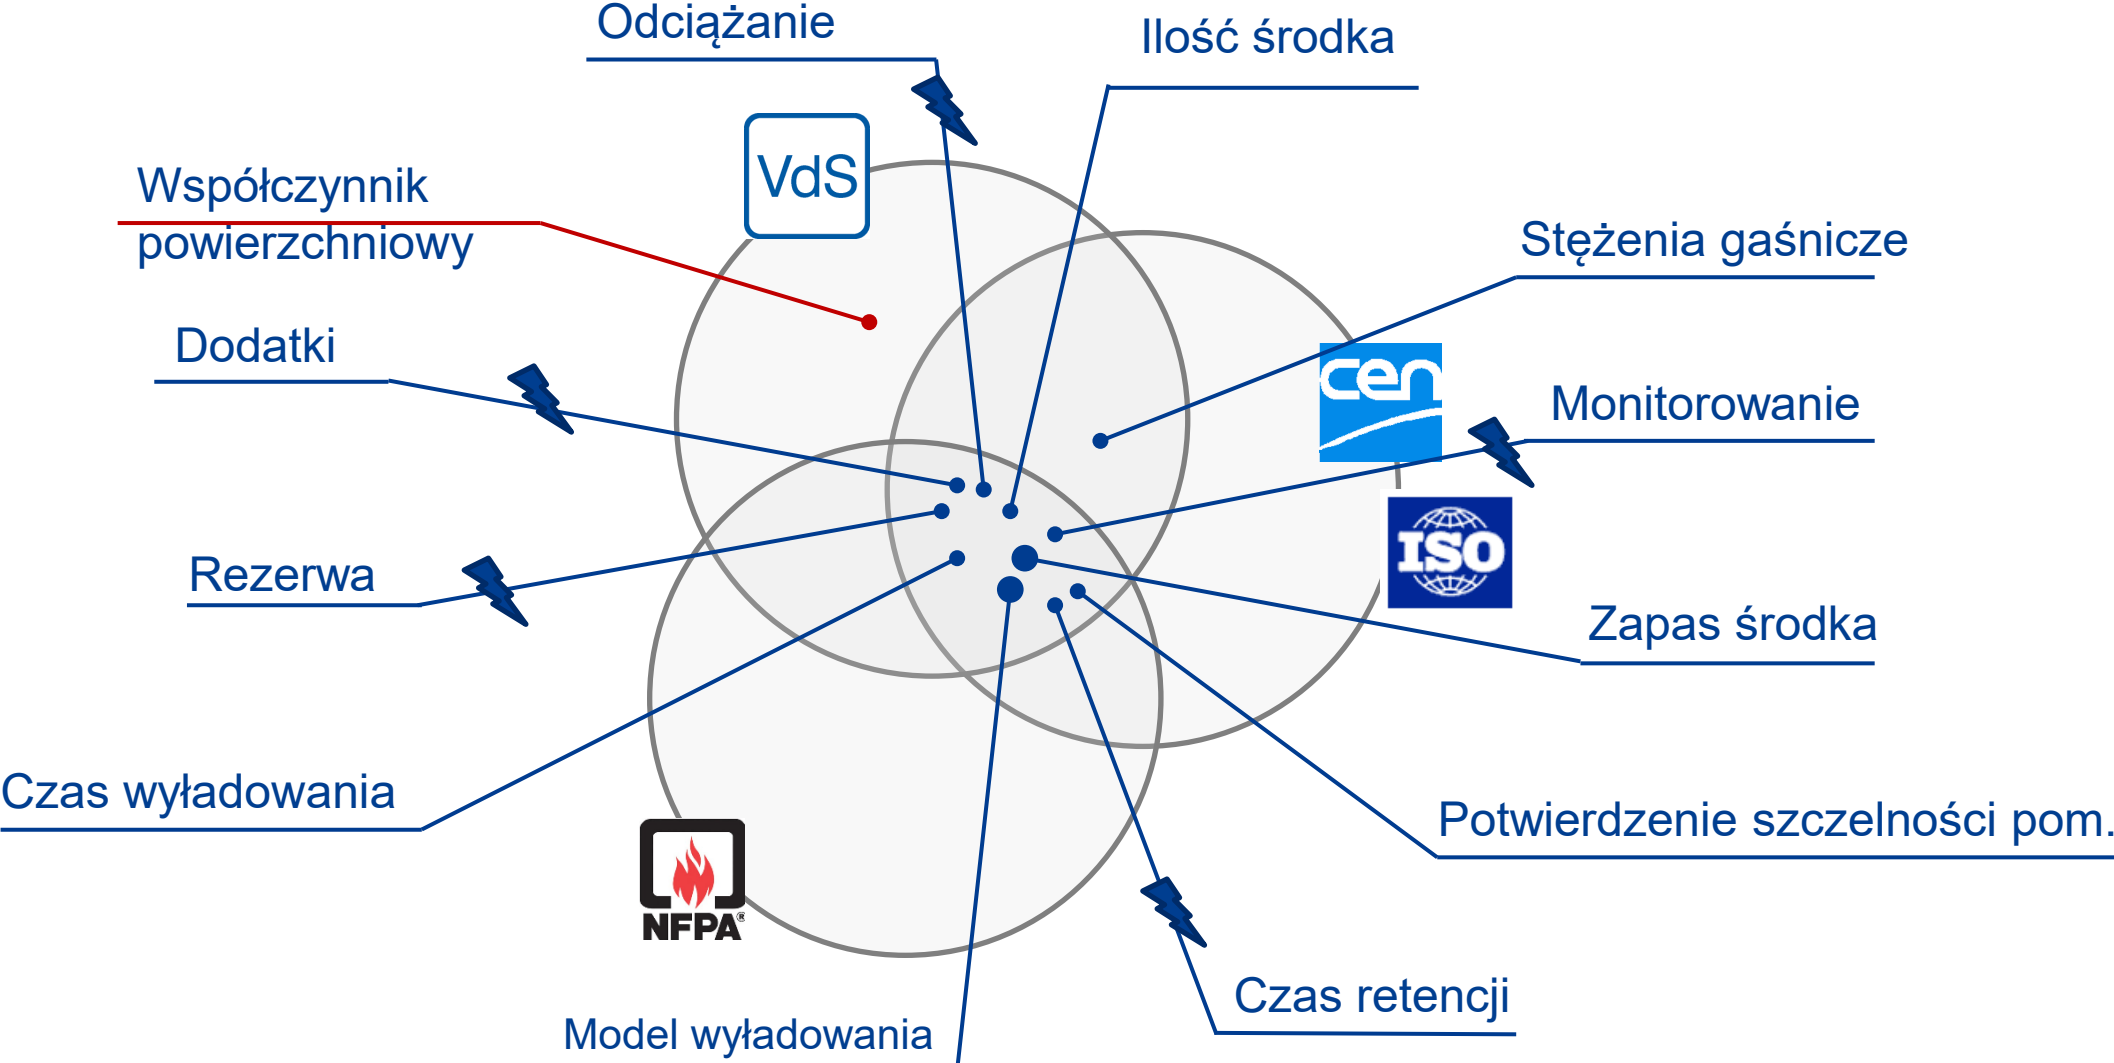 Odciążanie
Ilość środka
VdS
Współczynnik
powierzchniowy
Stężenia gaśnicze
Dodatki
cen
Monitorowanie
ISO
Rezerwa
Zapas środka
Czas wyładowania
Potwierdzenie szczelności pom.
NFPA®
Czas retencji
Model wyładowania